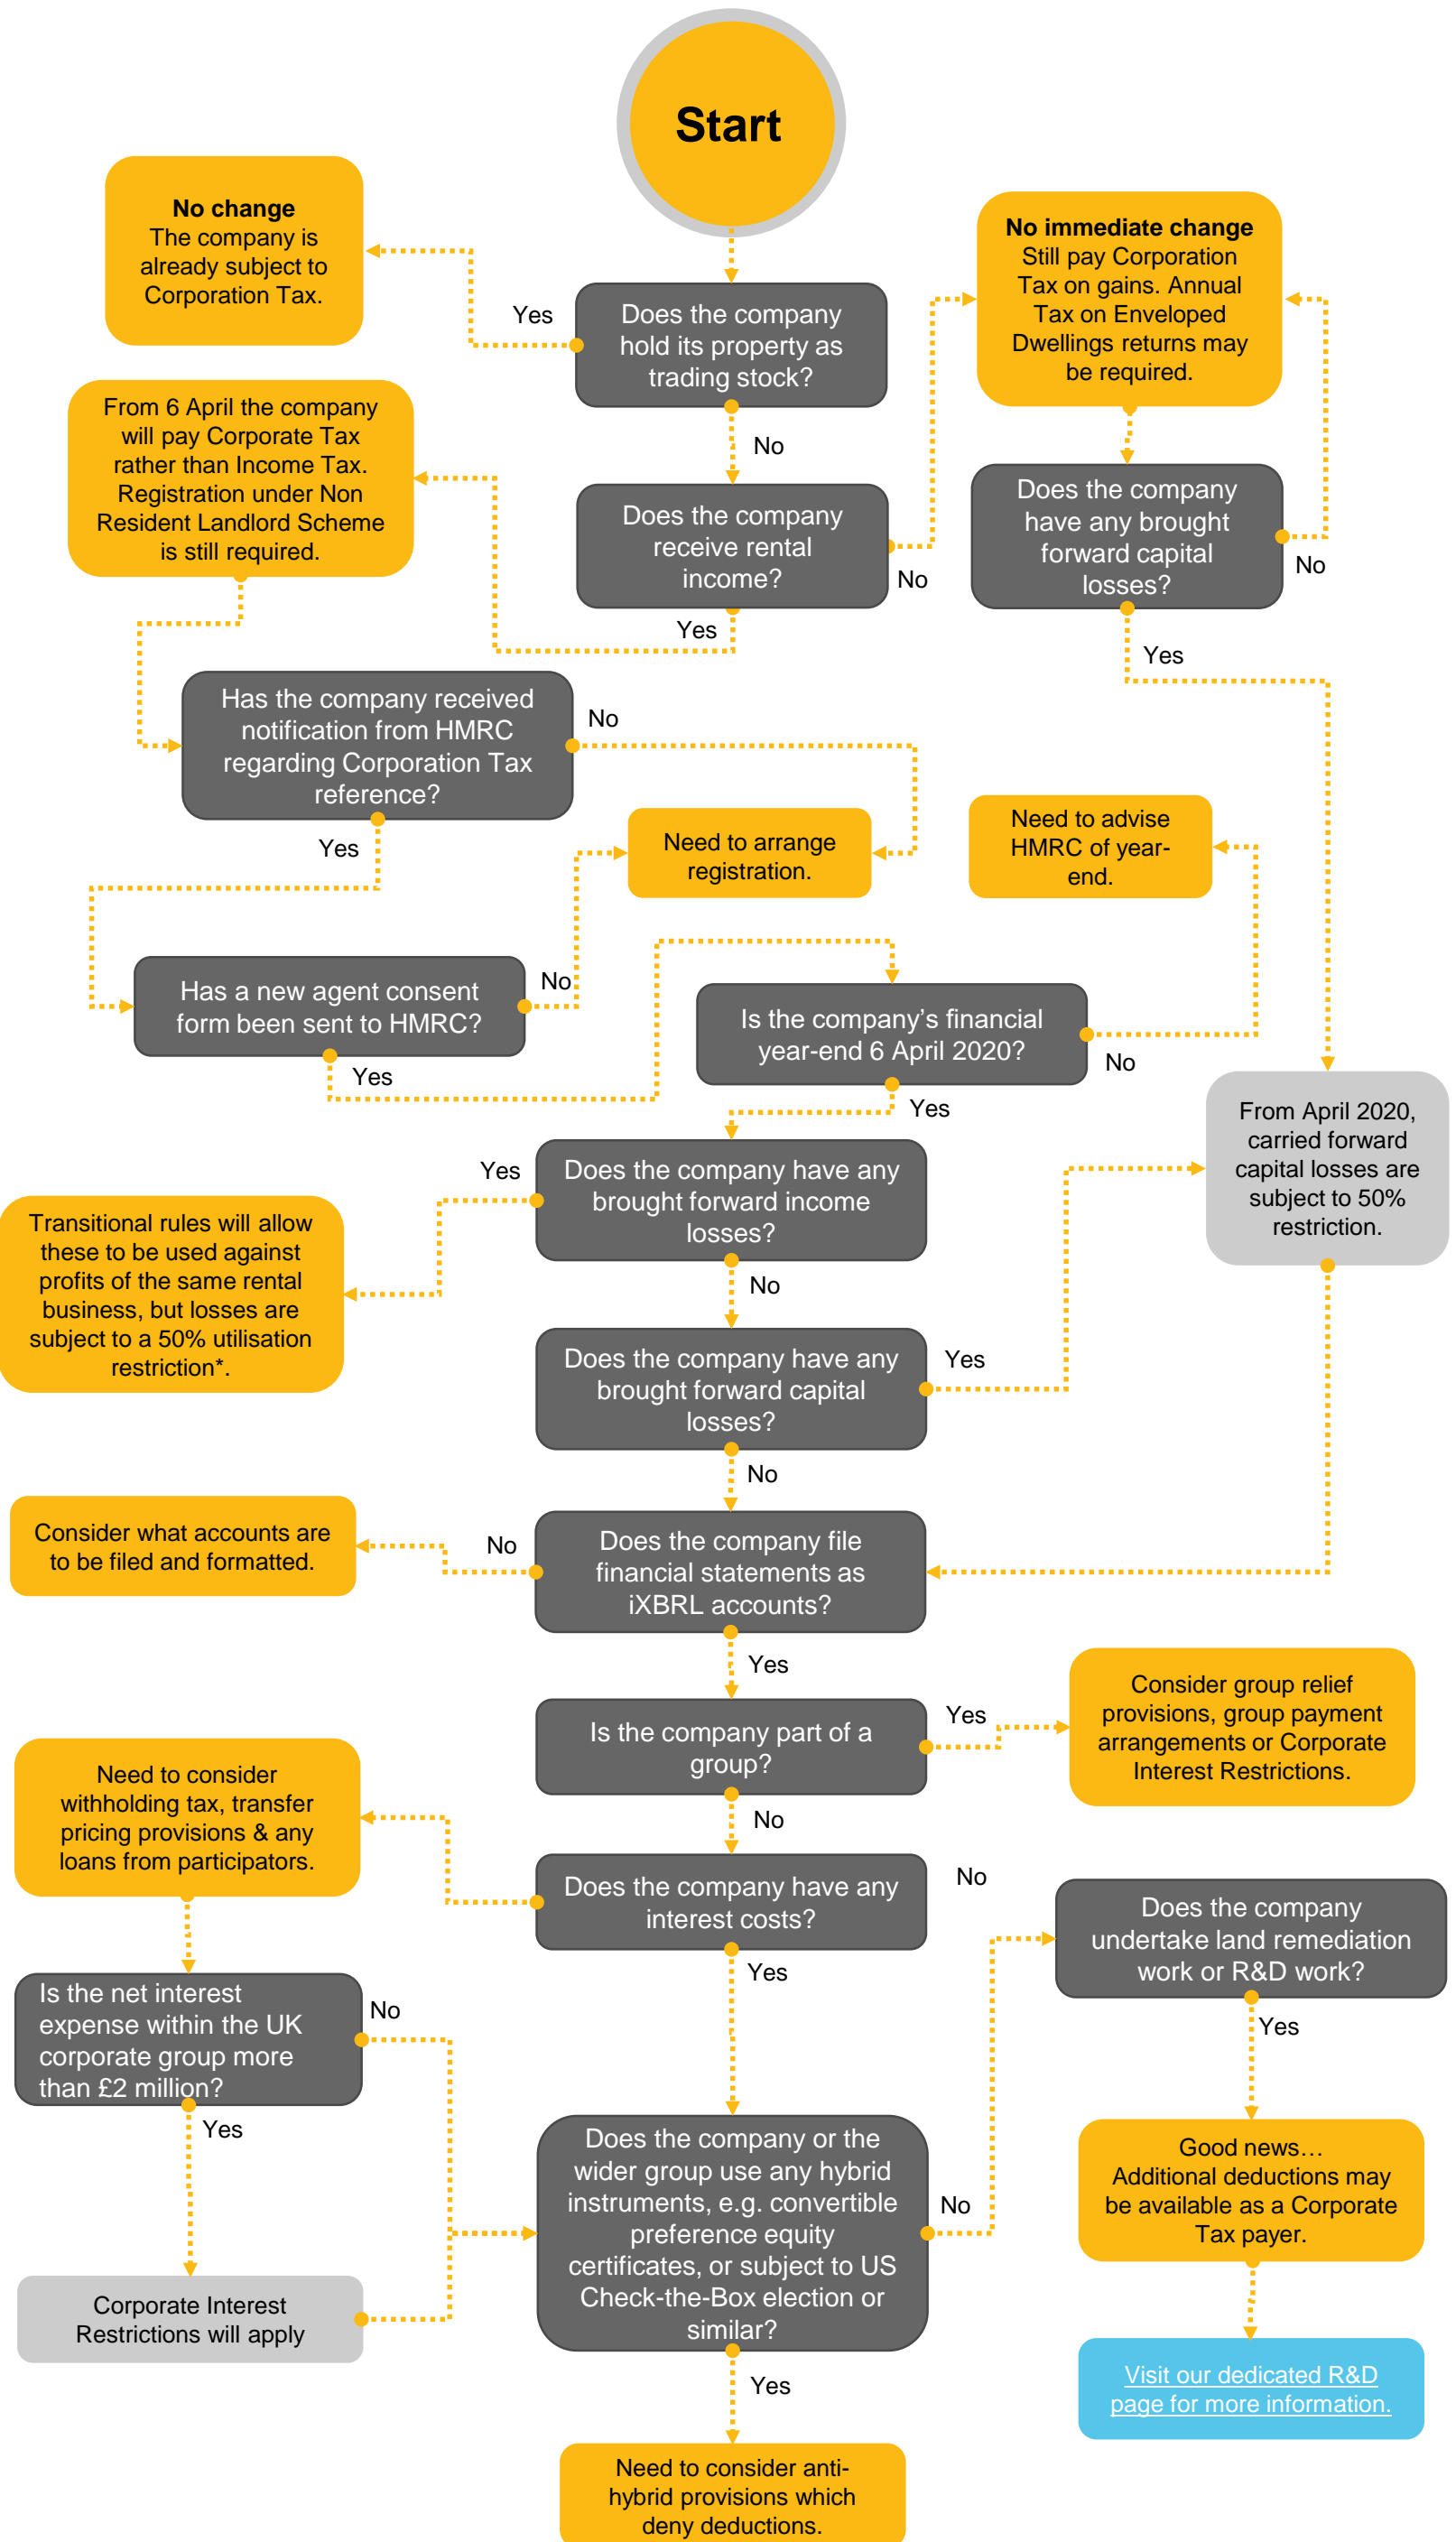 Start
No change
The company is
already subject to
Corporation Tax.
No immediate change
Still pay Corporation
Tax on gains. Annual
Tax on Enveloped
Dwellings returns may
be required.
Yes
Does the company
hold its property as
trading stock?
No
From 6 April the company
will pay Corporate Tax
rather than Income Tax.
Registration under Non
Resident Landlord Scheme
is still required.
Does the company
receive rental
income?
No
Yes
Does the company
have any brought
forward capital
losses?
No
Yes
Has the company received
notification from HMRC
regarding Corporation Tax
reference?
No
Yes
Need to arrange
registration.
Need to advise
HMRC of year-
end.
Has a new agent consent
form been sent to HMRC?
No
Yes
Is the company’s financial
year-end 6 April 2020?
No
Yes
From April 2020,
carried forward
capital losses are
subject to 50%
restriction.
Yes
Does the company have any
brought forward income
losses?
No
Transitional rules will allow
these to be used against
profits of the same rental
business, but losses are
subject to a 50% utilisation
restriction*.
Does the company have any
brought forward capital
losses?
Yes
No
Consider what accounts are
to be filed and formatted.
No
Does the company file
financial statements as
iXBRL accounts?
Yes
Is the company part of a
group?
Yes
No
Consider group relief
provisions, group payment
arrangements or Corporate
Interest Restrictions.
Need to consider
withholding tax, transfer
pricing provisions & any
loans from participators.
Does the company have any
interest costs?
No
Yes
Does the company
undertake land remediation
work or R&D work?
Yes
Is the net interest
expense within the UK
corporate group more
than £2 million?
No
Yes
Does the company or the
wider group use any hybrid
instruments, e.g. convertible
preference equity
certificates, or subject to US
Check-the-Box election or
similar?
No
Yes
Good news…
Additional deductions may
be available as a Corporate
Tax payer.
Corporate Interest
Restrictions will apply
Visit our dedicated R&D
page for more information.
Need to consider anti-
hybrid provisions which
deny deductions.